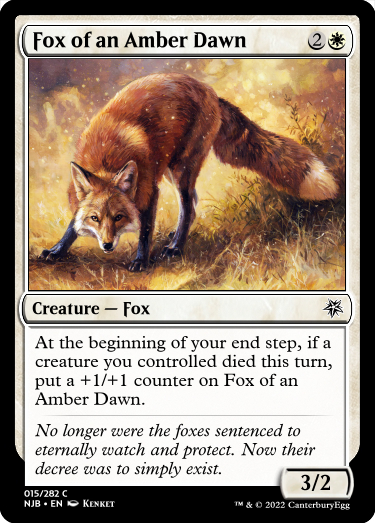 Fox of an Amber Dawn 2
Creature — Fox
At the beginning of your end step, if a
creature you controlled died this turn,
put a +1/+1 counter on Fox of an
Amber Dawn.
No longer were the foxes sentenced to
eternally watch and protect. Now their
decree was to simply exist.
3/2
015/282 C
NJB • EN Kenket
™ & © 2022 CanterburyEgg